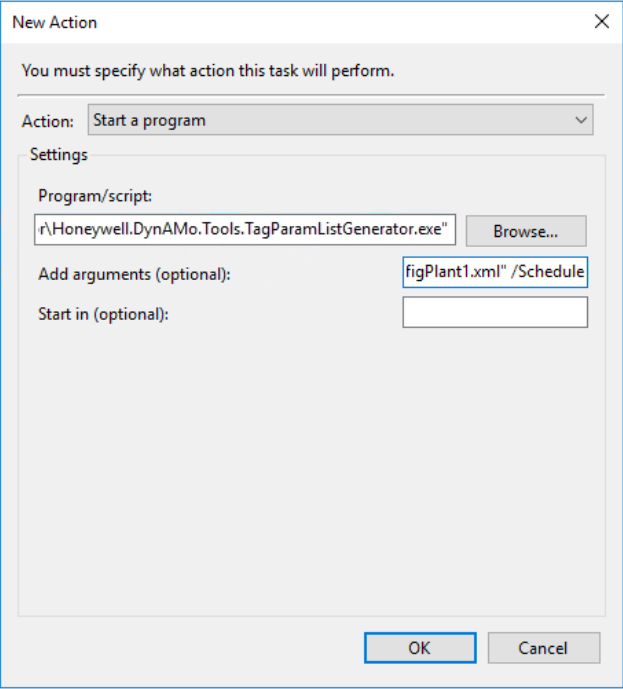 New Action
You must specify what action this task will perform.
Action: Start a program
Settings
Program/script:
r\Honeywell.DynAMo.Tools.TagParamListGenerator.exe" Browse...
Add arguments (optional): figPlant1.xml" /Schedule
Start in (optional):
OK Cancel